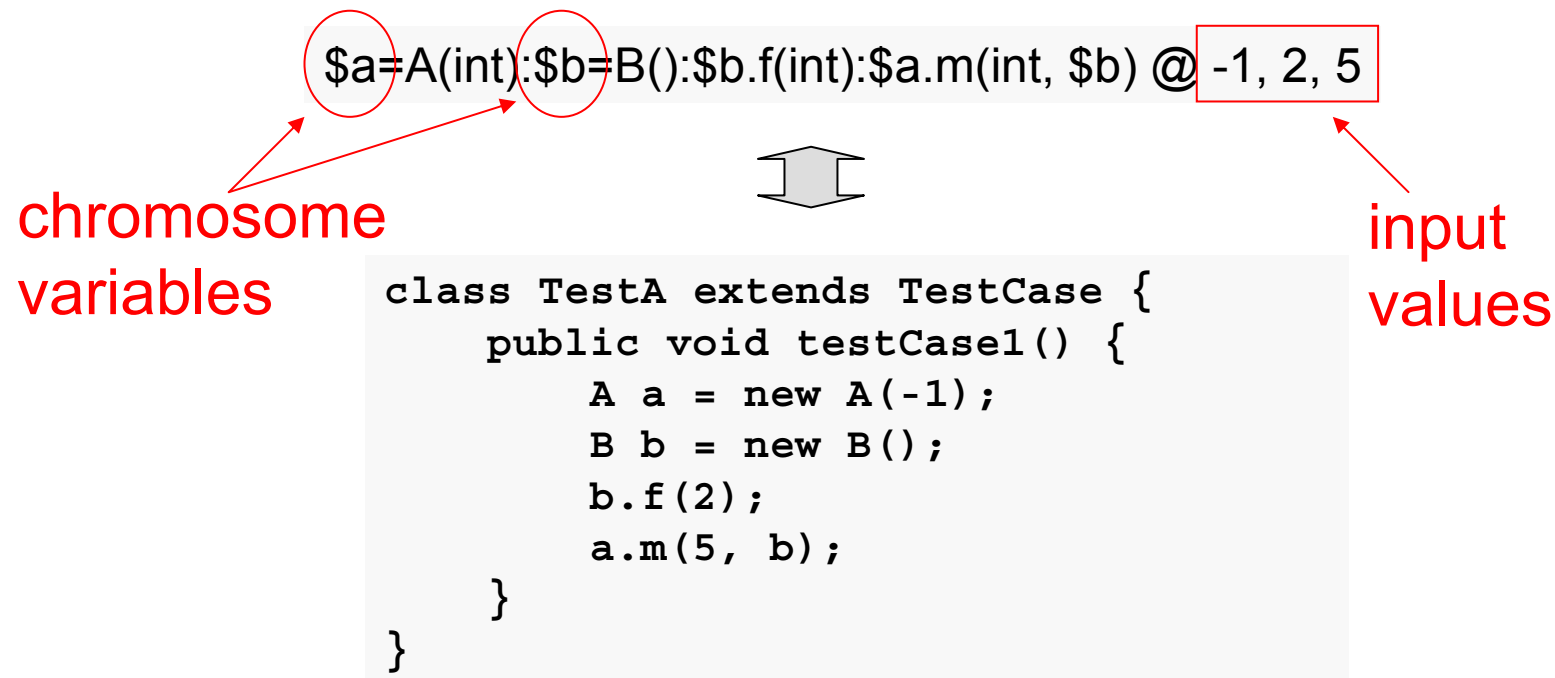 $a=A(int):$b=B():$b.f(int):$a.m(int, $b) @ -1, 2, 5
chromosome
variables
input
values
class TestA extends TestCase {
public void testCase1() {
A a = new A(-1);
B b = new B();
b.f(2);
a.m(5, b);
}
}